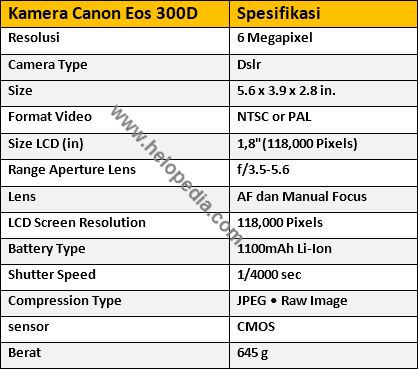 Kamera Canon Eos 300D Spesifikasi
Resolusi 6 Megapixel
Camera Type Dslr
Size 5.6 x 3.9 x 2.8 in.
Format Video NTSC or PAL
Size LCD (in) 1,8" (118,000 Pixels)
Range Aperture Lens f/3.5-5.6
Lens AF dan Manual Focus
LCD Screen Resolution 118,000 Pixels
Battery Type 1100mAh Li-Ion
Shutter Speed 1/4000 sec
Compression Type JPEG • Raw Image
sensor CMOS
Berat 645 g
www.helopedia.com